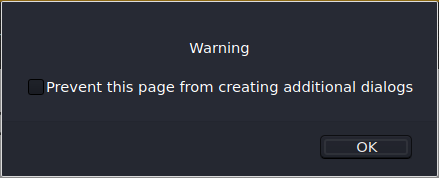 Warning
Prevent this page from creating additional dialogs
OK